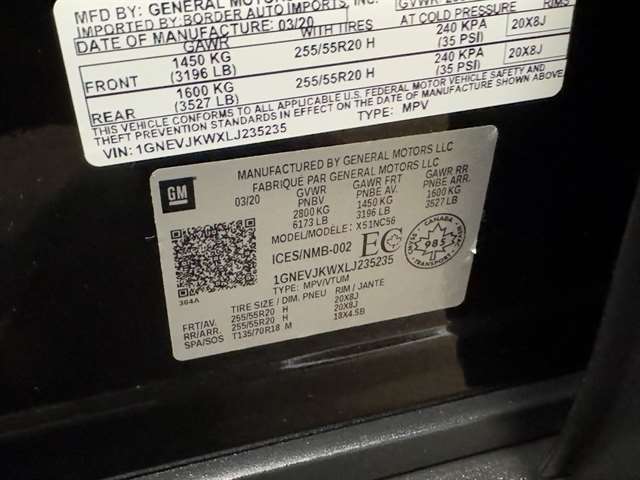 MFD BY: GENERAL MOTORS
IMPORTED BY: BORDER AUTO IMPORTS, INC.
DATE OF MANUFACTURE: 03/20
GVWR
GAWR WITH TIRES AT COLD PRESSURE RIMS
FRONT 1450 KG 255/55R20 H 240 KPA 20X8J
(3196 LB) (35 PSI)
REAR 1600 KG 255/55R20 H 240 KPA 20X8J
(3527 LB) (35 PSI)
THIS VEHICLE CONFORMS TO ALL APPLICABLE U.S. FEDERAL MOTOR VEHICLE SAFETY AND
THEFT PREVENTION STANDARDS IN EFFECT ON THE DATE OF MANUFACTURE SHOWN ABOVE.
VIN: 1GNEVJKWXLJ235235 TYPE: MPV
GM
MANUFACTURED BY GENERAL MOTORS LLC
FABRIQUE PAR GENERAL MOTORS LLC
03/20 GVWR GAWR FRT GAWR RR
PNBV PNBE AV. PNBE ARR.
2800 KG 1450 KG 1600 KG
6173 LB 3196 LB 3527 LB
MODEL/MODÈLE: X51NC56
ICES/NMB-002 EC
CANADA
985
TRANSPORT
1GNEVJKWXLJ235235
TYPE: MPV/VTUM
364A
TIRE SIZE / DIM. PNEU RIM / JANTE
FRT/AV. 255/55R20 H 20X8J
RR/ARR. 255/55R20 H 20X8J
SPA/SOS T135/70R18 M 18X4.5B